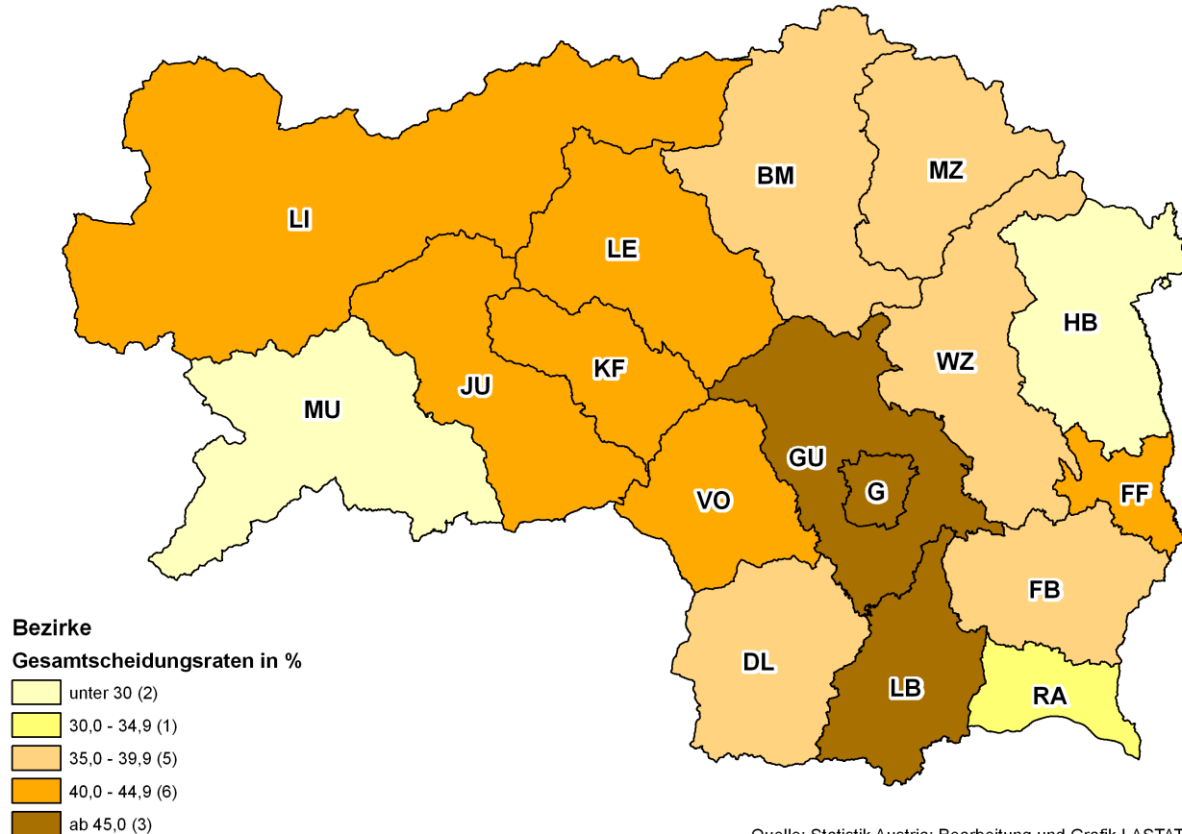 BM
MZ
LI
LE
HB
WZ
KF
JU
MU
GU
G
VO
FF
FB
DL
LB
RA
Bezirke
Gesamtscheidungsraten in %
unter 30 (2)
30,0 - 34,9 (1)
35,0 - 39,9 (5)
40,0 - 44,9 (6)
ab 45,0 (3)
Quelle: Statistik Austria; Bearbeitung und Grafik LASTAT